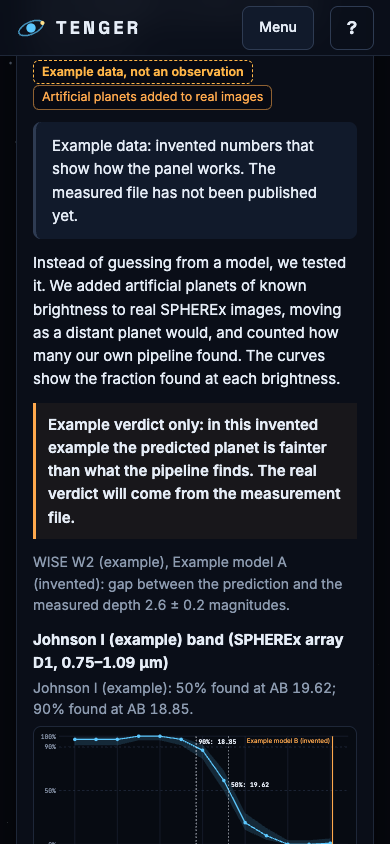 TENGER
Menu
?
Example data, not an observation
Artificial planets added to real images
Example data: invented numbers that
show how the panel works. The
measured file has not been published
yet.
Instead of guessing from a model, we tested
it. We added artificial planets of known
brightness to real SPHEREx images, moving
as a distant planet would, and counted how
many our own pipeline found. The curves
show the fraction found at each brightness.
Example verdict only: in this invented
example the predicted planet is fainter
than what the pipeline finds. The real
verdict will come from the measurement
file.
WISE W2 (example), Example model A
(invented): gap between the prediction and the
measured depth 2.6 ± 0.2 magnitudes.
Johnson I (example) band (SPHEREx array
D1, 0.75–1.09 µm)
Johnson I (example): 50% found at AB 19.62;
90% found at AB 18.85.
100%
90%: 18.85
Example model B (invented)
90%
50%: 19.62
50%